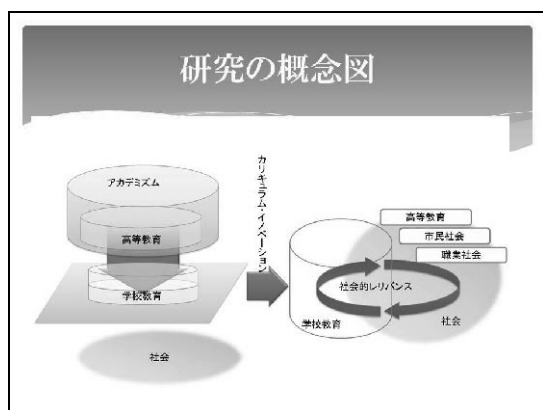 研究の概念図
アカデミズム
高等教育
学校教育
社会
カリキュラム・イノベーション
高等教育
市民社会
職業社会
社会的レリバンス
学校教育
社会